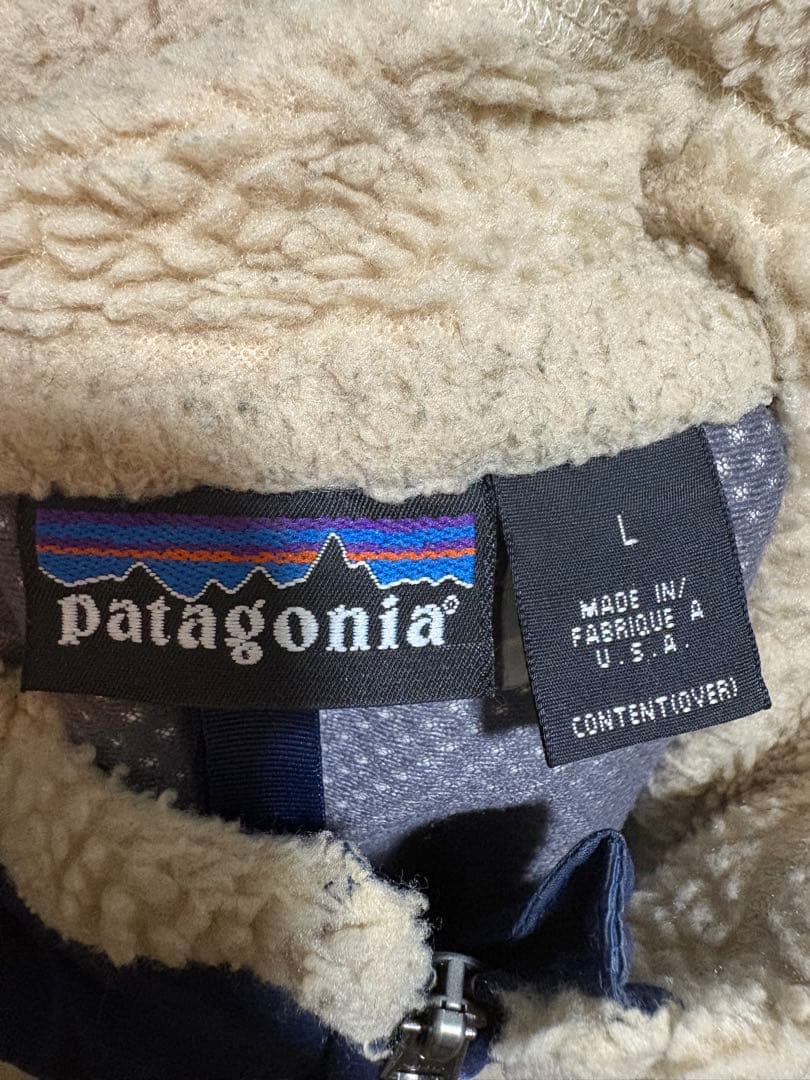 patagonia®
L
MADE IN/
FABRIQUE A
U.S.A.
CONTENT(OVER)